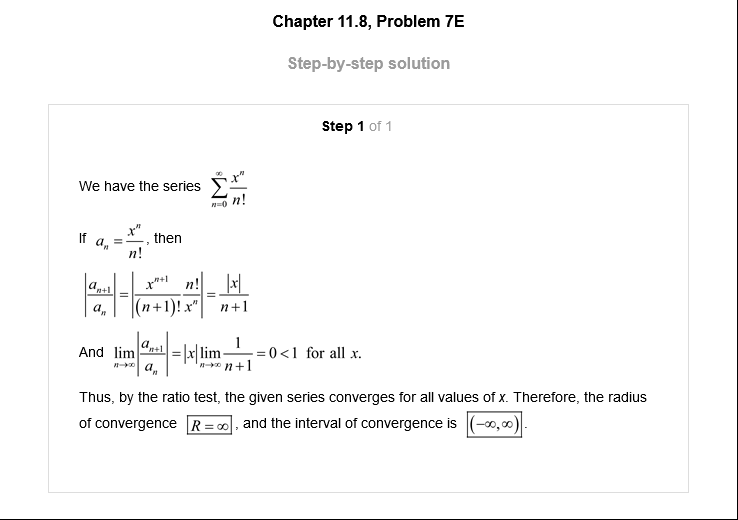 Chapter 11.8, Problem 7E
Step-by-step solution
Step 1 of 1
We have the series $\sum_{n=0}^{\infty} \frac{x^n}{n!}$
If $a_n = \frac{x^n}{n!}$, then
$\left|\frac{a_{n+1}}{a_n}\right| = \left|\frac{x^{n+1}}{(n+1)!} \frac{n!}{x^n}\right| = \frac{|x|}{n+1}$
And $\lim_{n \to \infty} \left|\frac{a_{n+1}}{a_n}\right| = |x| \lim_{n \to \infty} \frac{1}{n+1} = 0 < 1$ for all x.
Thus, by the ratio test, the given series converges for all values of x. Therefore, the radius
of convergence $R = \infty$, and the interval of convergence is $(-\infty, \infty)$.